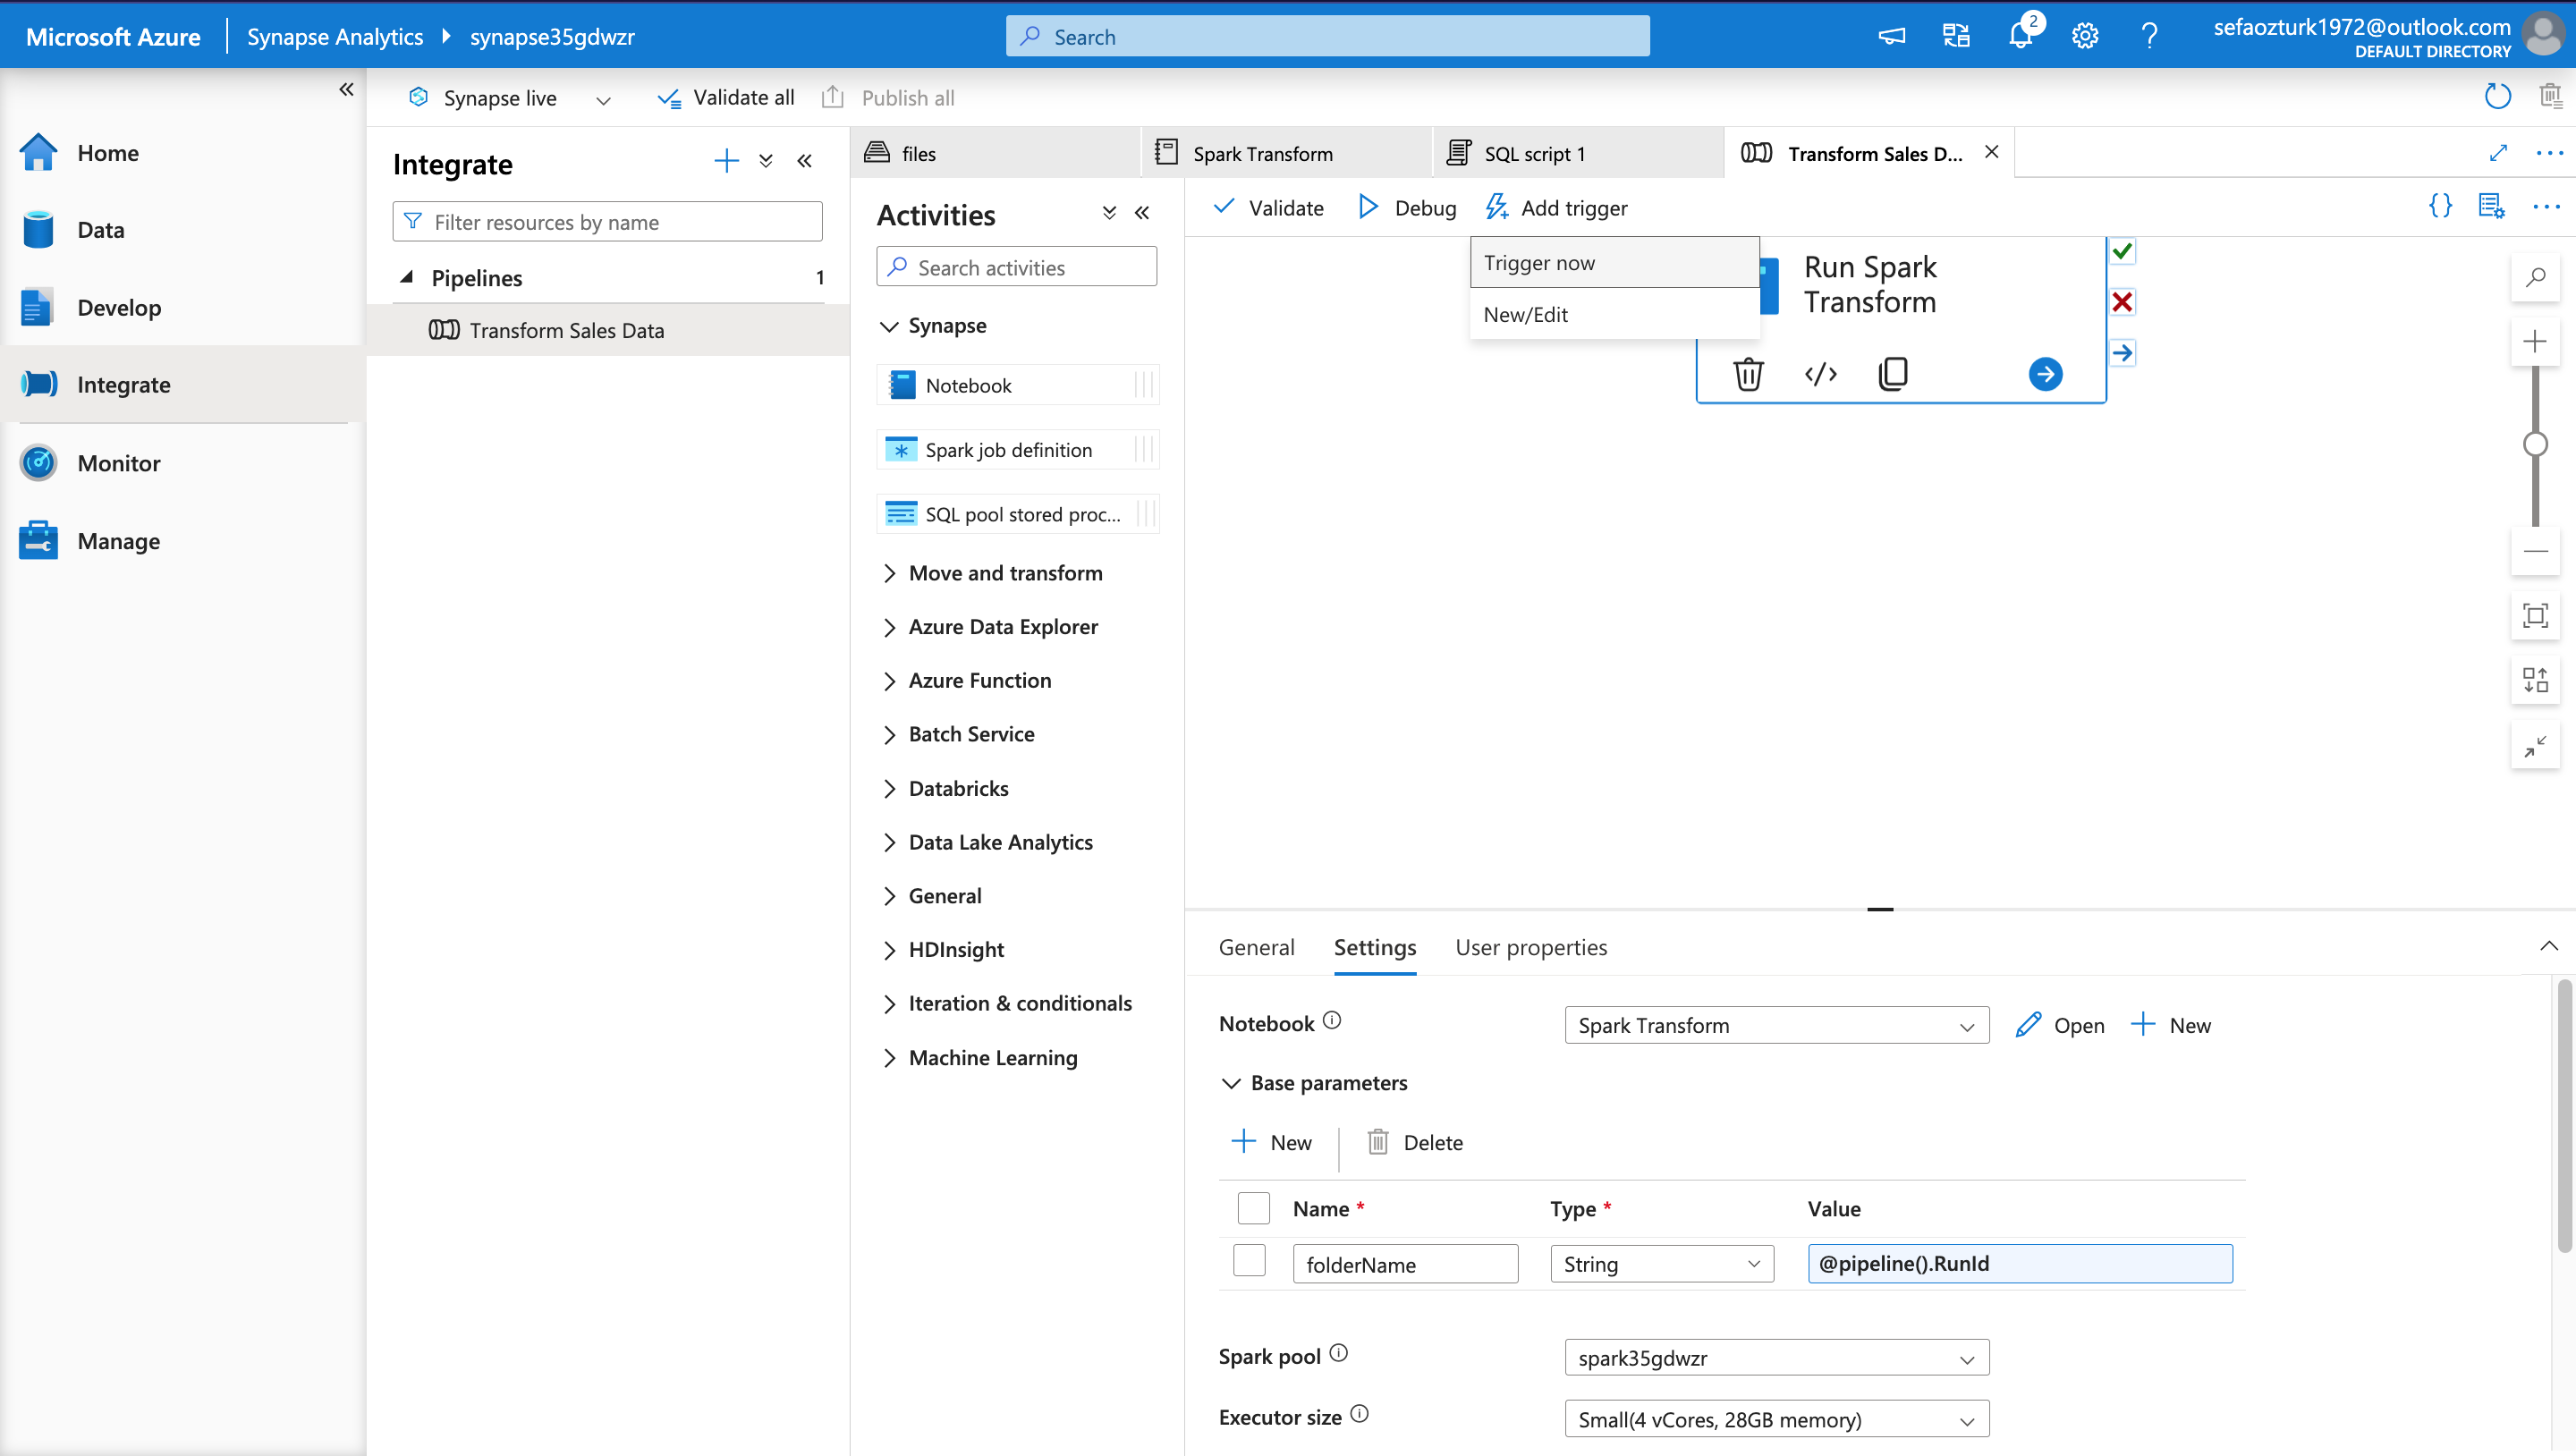 Microsoft Azure
Synapse Analytics
synapse35gdwzr
Search
2
sefaozturk1972@outlook.com
DEFAULT DIRECTORY
Synapse live
Validate all
Publish all
Home
Data
Develop
Integrate
Monitor
Manage
Integrate
Filter resources by name
Pipelines
1
Transform Sales Data
files
Spark Transform
SQL script 1
Transform Sales D...
Activities
Search activities
Synapse
Notebook
Spark job definition
SQL pool stored proc...
Move and transform
Azure Data Explorer
Azure Function
Batch Service
Databricks
Data Lake Analytics
General
HDInsight
Iteration & conditionals
Machine Learning
Validate
Debug
Add trigger
Trigger now
New/Edit
Run Spark
Transform
General
Settings
User properties
Notebook
Spark Transform
Open
New
Base parameters
New
Delete
Name *
Type *
Value
folderName
String
@pipeline().RunId
Spark pool
spark35gdwzr
Executor size
Small(4 vCores, 28GB memory)